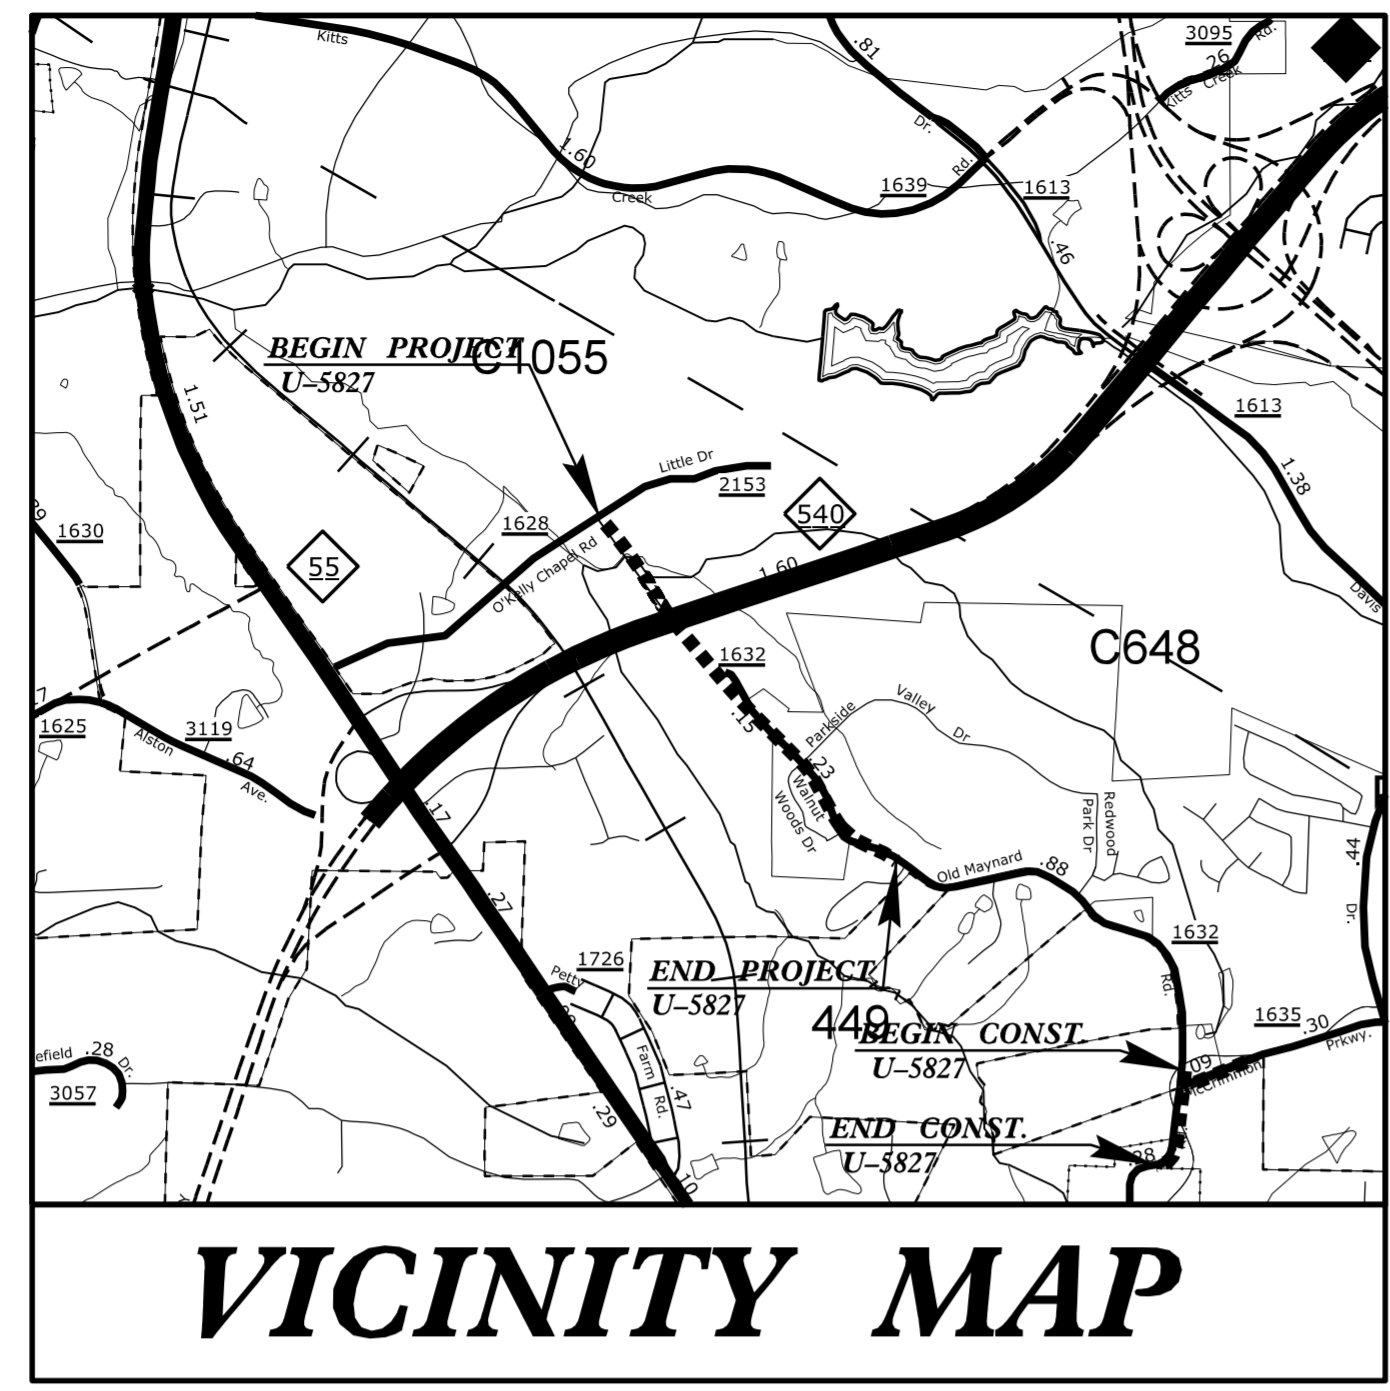 Kitts
.81
3095
Rd.
.26
Creek
Kitts
Dr.
1.60
Rd.
1639
1613
Creek
.46
BEGIN PROJECT
C1055
U–5827
1.51
1613
Little Dr
2153
1.38
540
1628
1630
55
O'Kelly Chapel Rd
1.60
Davis
C648
1632
1625
3119
Alston
.64
Ave.
.15
Parkside
Valley
Dr
.23
Walnut
Woods Dr
Redwood
Park Dr
.17
.44
Old Maynard
.88
.27
Dr.
1632
1726
Petty
END PROJECT
U–5827
Rd.
449
BEGIN CONST.
U–5827
1635
.30
Prkwy.
.09
McCrimmon
efield
.28
Dr.
3057
Farm
Rd.
.47
.29
END CONST.
U–5827
.28
.10
VICINITY MAP